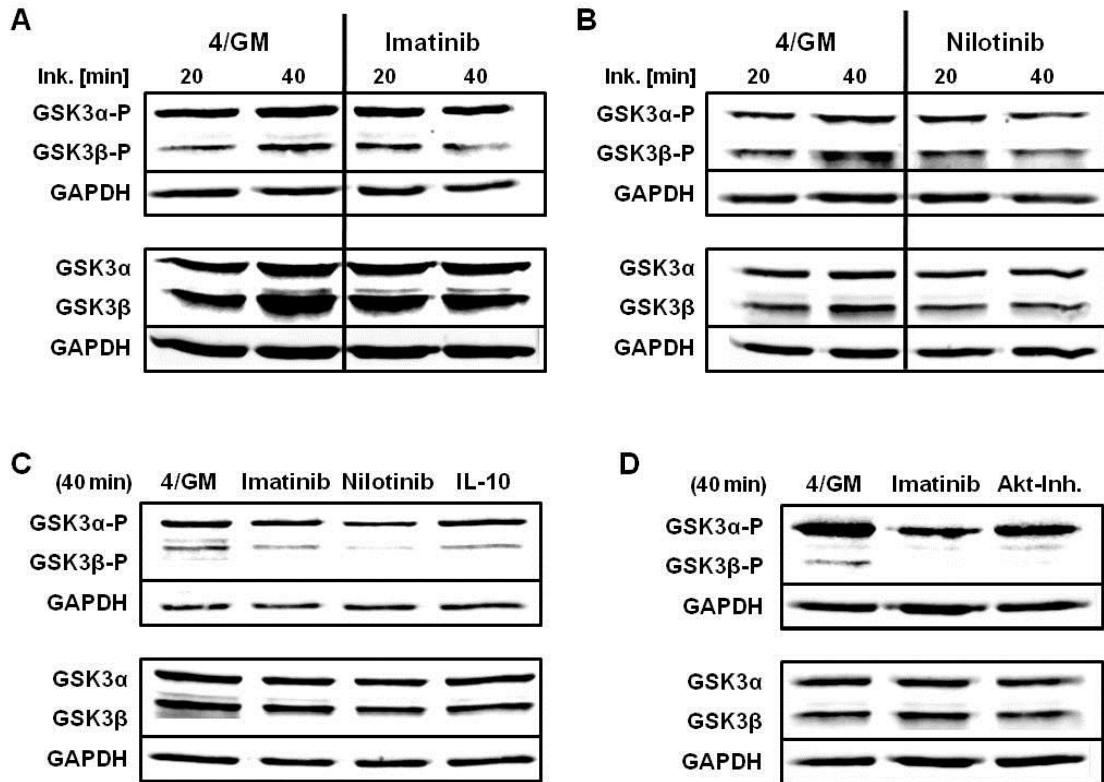 A
4/GM Imatinib
Ink. [min] 20 40 20 40
GSK3α-P
GSK3β-P
GAPDH
GSK3α
GSK3β
GAPDH
B
4/GM Nilotinib
Ink. [min] 20 40 20 40
GSK3α-P
GSK3β-P
GAPDH
GSK3α
GSK3β
GAPDH
C
(40 min) 4/GM Imatinib Nilotinib IL-10
GSK3α-P
GSK3β-P
GAPDH
GSK3α
GSK3β
GAPDH
D
(40 min) 4/GM Imatinib Akt-Inh.
GSK3α-P
GSK3β-P
GAPDH
GSK3α
GSK3β
GAPDH